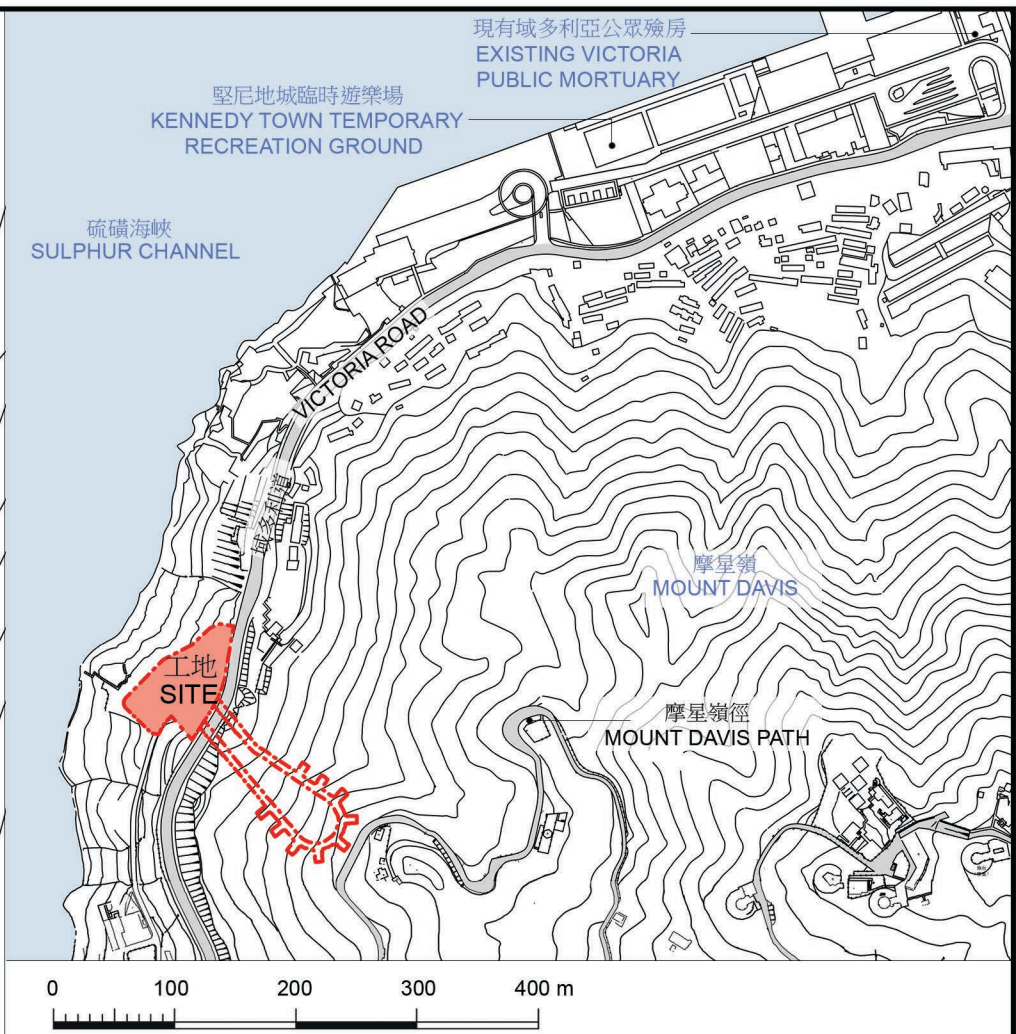 現有域多利亞公眾殮房
EXISTING VICTORIA
PUBLIC MORTUARY
堅尼地城臨時遊樂場
KENNEDY TOWN TEMPORARY
RECREATION GROUND
硫磺海峽
SULPHUR CHANNEL
VICTORIA ROAD
域多利道
摩星嶺
MOUNT DAVIS
工地
SITE
摩星嶺徑
MOUNT DAVIS PATH
0 100 200 300 400 m